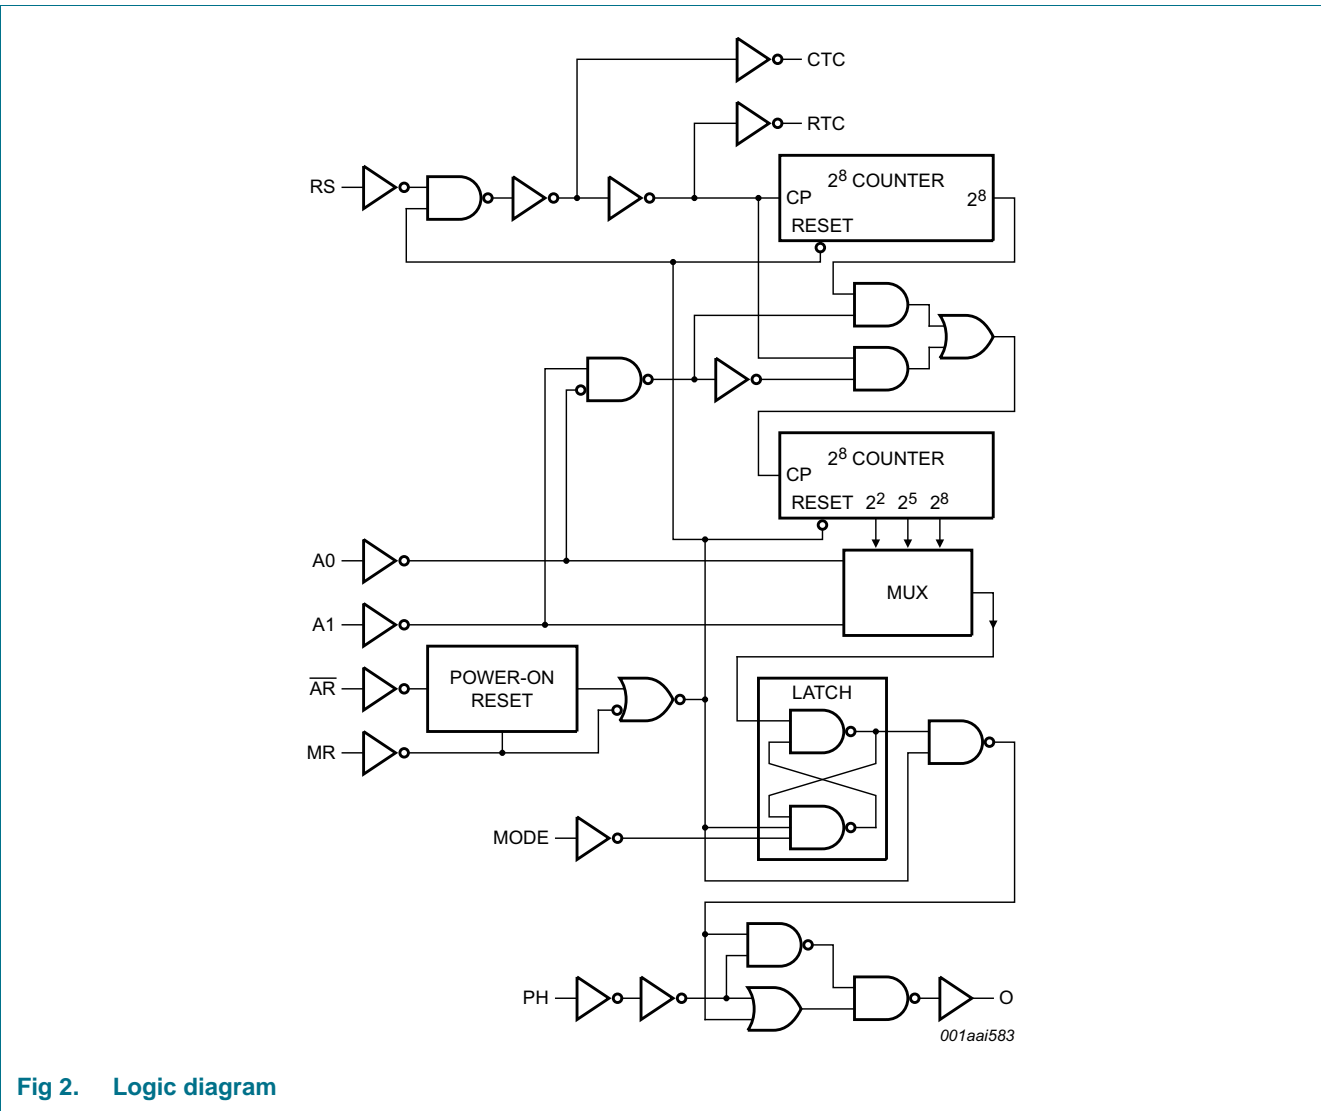 CTC
RTC
RS
2⁸ COUNTER
CP
2⁸
RESET
2⁸ COUNTER
CP
RESET 2² 2⁵ 2⁸
A0
MUX
A1
A̅R̅
POWER-ON
RESET
LATCH
MR
MODE
PH
O
001aai583
Fig 2. Logic diagram